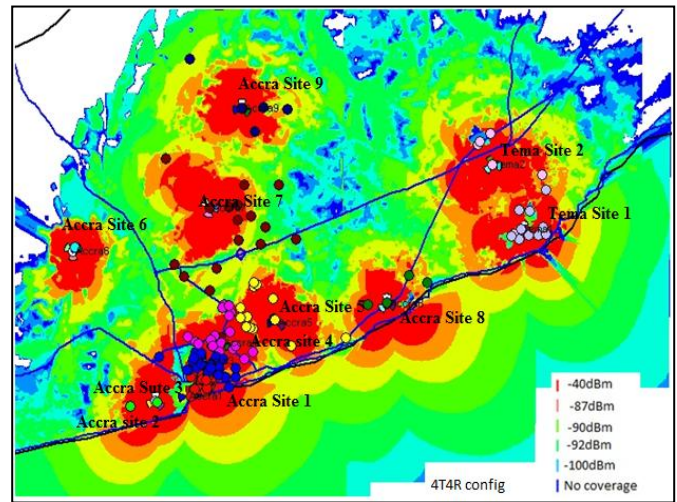 Accra Site 9
Tema Site 2
Accra Site 7
Accra Site 6
Tema Site 1
Accra Site 5
Accra Site 8
Accra site 4
Accra Sute 3
Accra Site 1
Accra site 2
-40dBm
-87dBm
-90dBm
-92dBm
-100dBm
No coverage
4T4R config